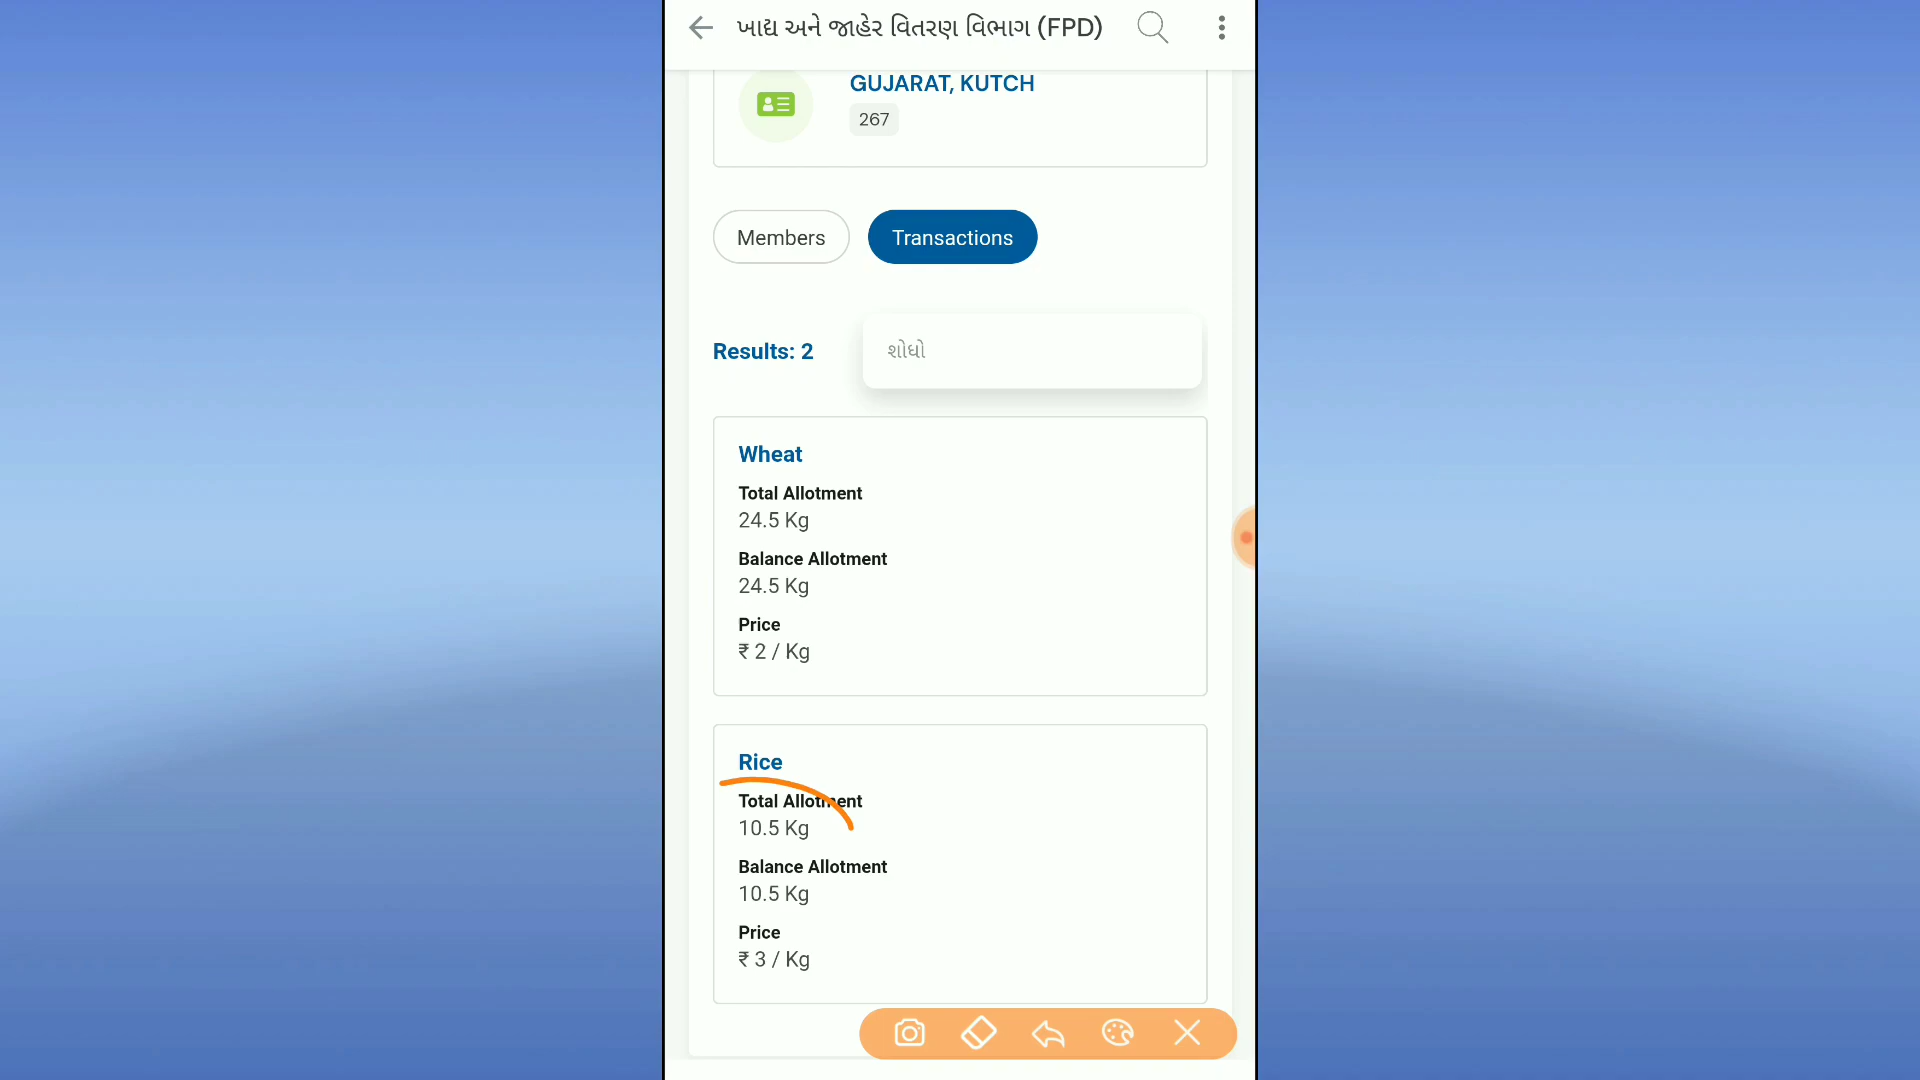 ખાદ્ય અને જાહેર વિતરણ વિભાગ (FPD)
GUJARAT, KUTCH
267
Members
Transactions
Results: 2
શોધો
Wheat
Total Allotment
24.5 Kg
Balance Allotment
24.5 Kg
Price
₹ 2 / Kg
Rice
Total Allotment
10.5 Kg
Balance Allotment
10.5 Kg
Price
₹ 3 / Kg